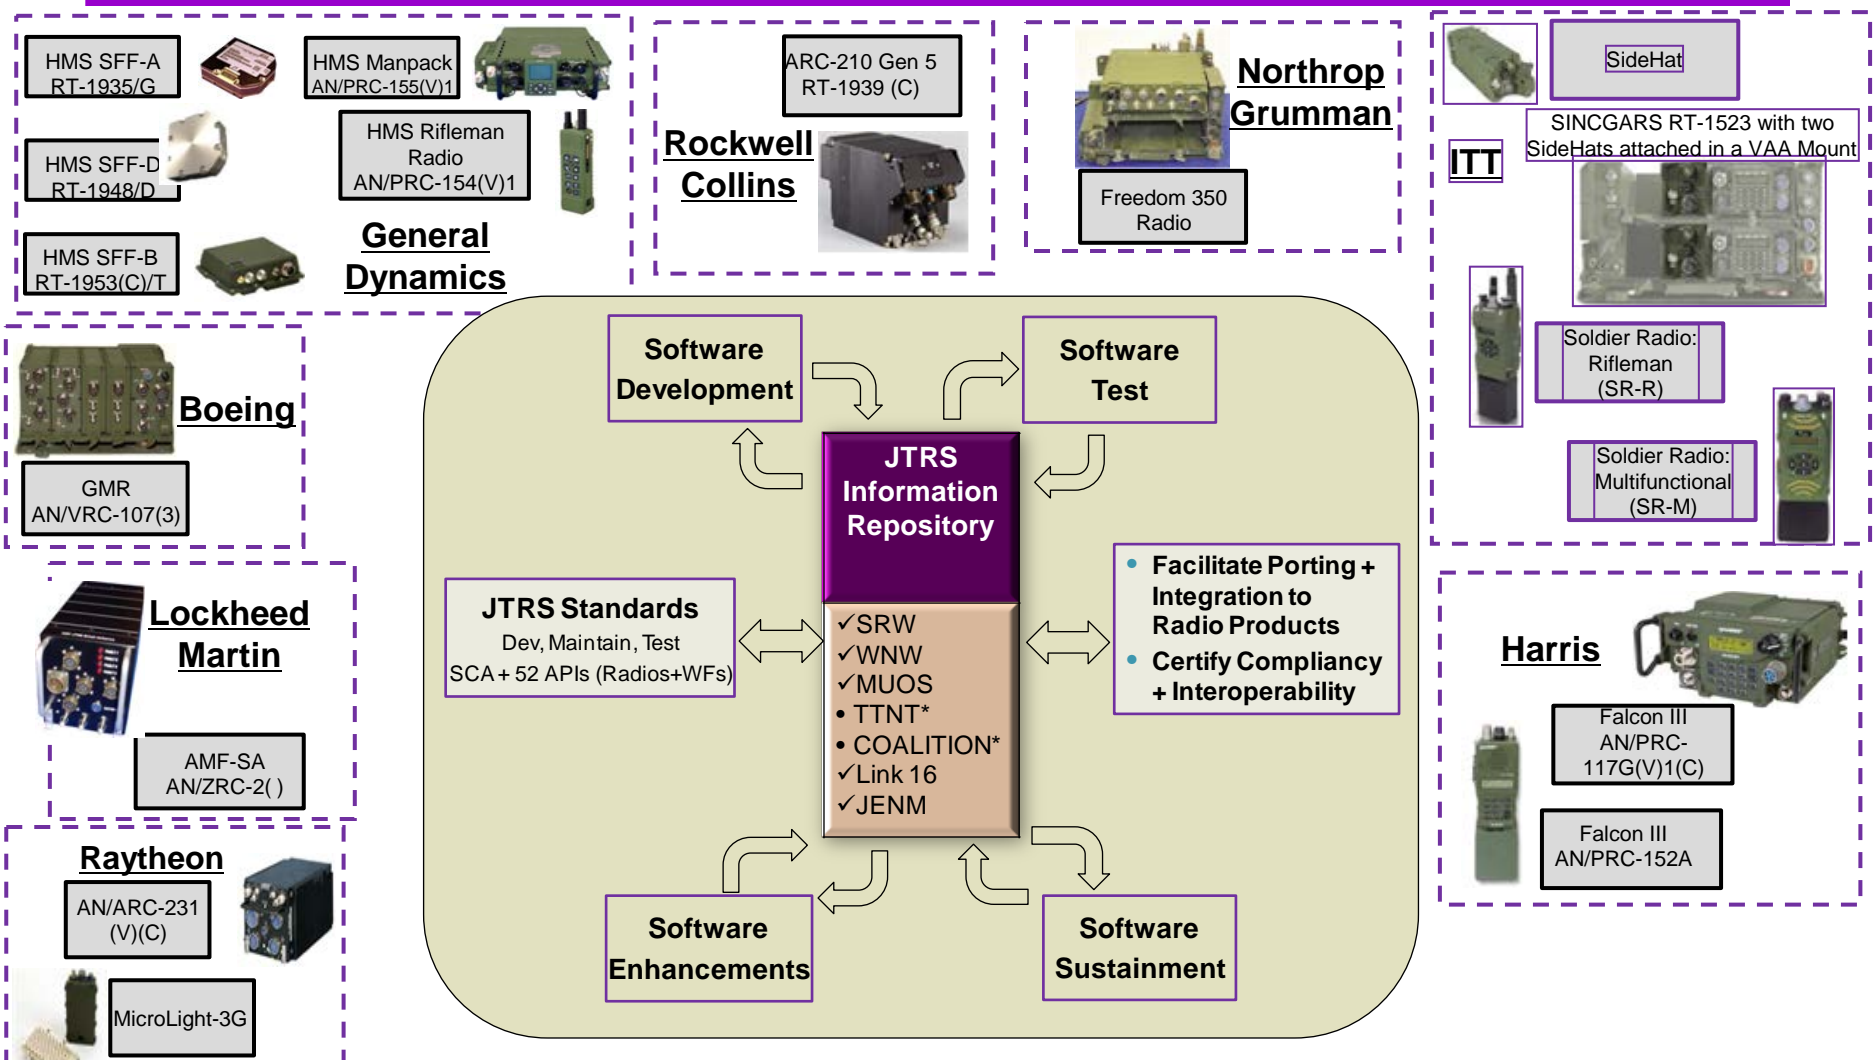 HMS SFF-A
RT-1935/G
HMS Manpack
AN/PRC-155(V)1
HMS SFF-D
RT-1948/D
HMS Rifleman
Radio
AN/PRC-154(V)1
HMS SFF-B
RT-1953(C)/T
General
Dynamics
ARC-210 Gen 5
RT-1939 (C)
Rockwell
Collins
Northrop
Grumman
Freedom 350
Radio
SideHat
SINCGARS RT-1523 with two
SideHats attached in a VAA Mount
ITT
Soldier Radio:
Rifleman
(SR-R)
Soldier Radio:
Multifunctional
(SR-M)
Boeing
GMR
AN/VRC-107(3)
Lockheed
Martin
AMF-SA
AN/ZRC-2( )
Raytheon
AN/ARC-231
(V)(C)
MicroLight-3G
Software
Development
Software
Test
JTRS
Information
Repository
JTRS Standards
Dev, Maintain, Test
SCA + 52 APIs (Radios+WFs)
✓SRW
✓WNW
✓MUOS
• TTNT*
• COALITION*
✓Link 16
✓JENM
• Facilitate Porting +
Integration to
Radio Products
• Certify Compliancy
+ Interoperability
Software
Enhancements
Software
Sustainment
Harris
Falcon III
AN/PRC-
117G(V)1(C)
Falcon III
AN/PRC-152A